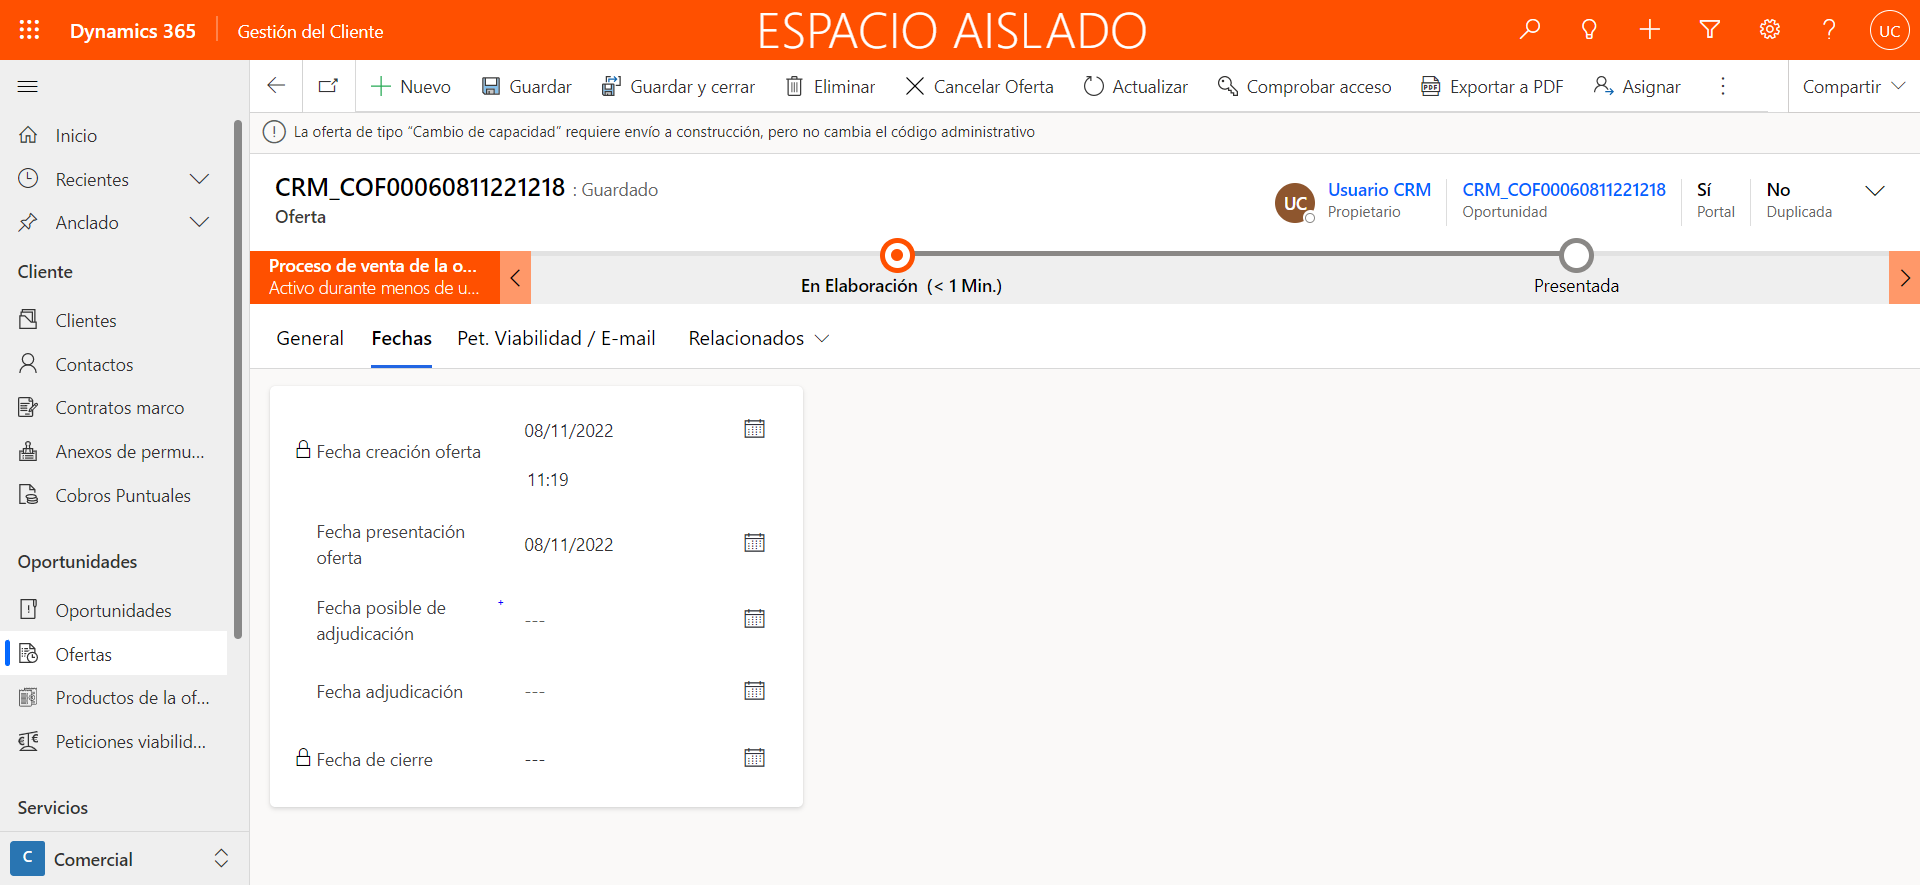 Dynamics 365
Gestión del Cliente
ESPACIO AISLADO
UC
Nuevo
Guardar
Guardar y cerrar
Eliminar
Cancelar Oferta
Actualizar
Comprobar acceso
Exportar a PDF
Asignar
Compartir
La oferta de tipo “Cambio de capacidad” requiere envío a construcción, pero no cambia el código administrativo
Inicio
Recientes
Anclado
Cliente
Clientes
Contactos
Contratos marco
Anexos de permu...
Cobros Puntuales
Oportunidades
Oportunidades
Ofertas
Productos de la of...
Peticiones viabilid...
Servicios
C Comercial
CRM_COF00060811221218 : Guardado
Oferta
UC
Usuario CRM
Propietario
CRM_COF00060811221218
Oportunidad
Sí
Portal
No
Duplicada
Proceso de venta de la o...
Activo durante menos de u...
En Elaboración (< 1 Min.)
Presentada
General
Fechas
Pet. Viabilidad / E-mail
Relacionados
Fecha creación oferta
08/11/2022
11:19
Fecha presentación
oferta
08/11/2022
Fecha posible de
adjudicación
+
---
Fecha adjudicación
---
Fecha de cierre
---